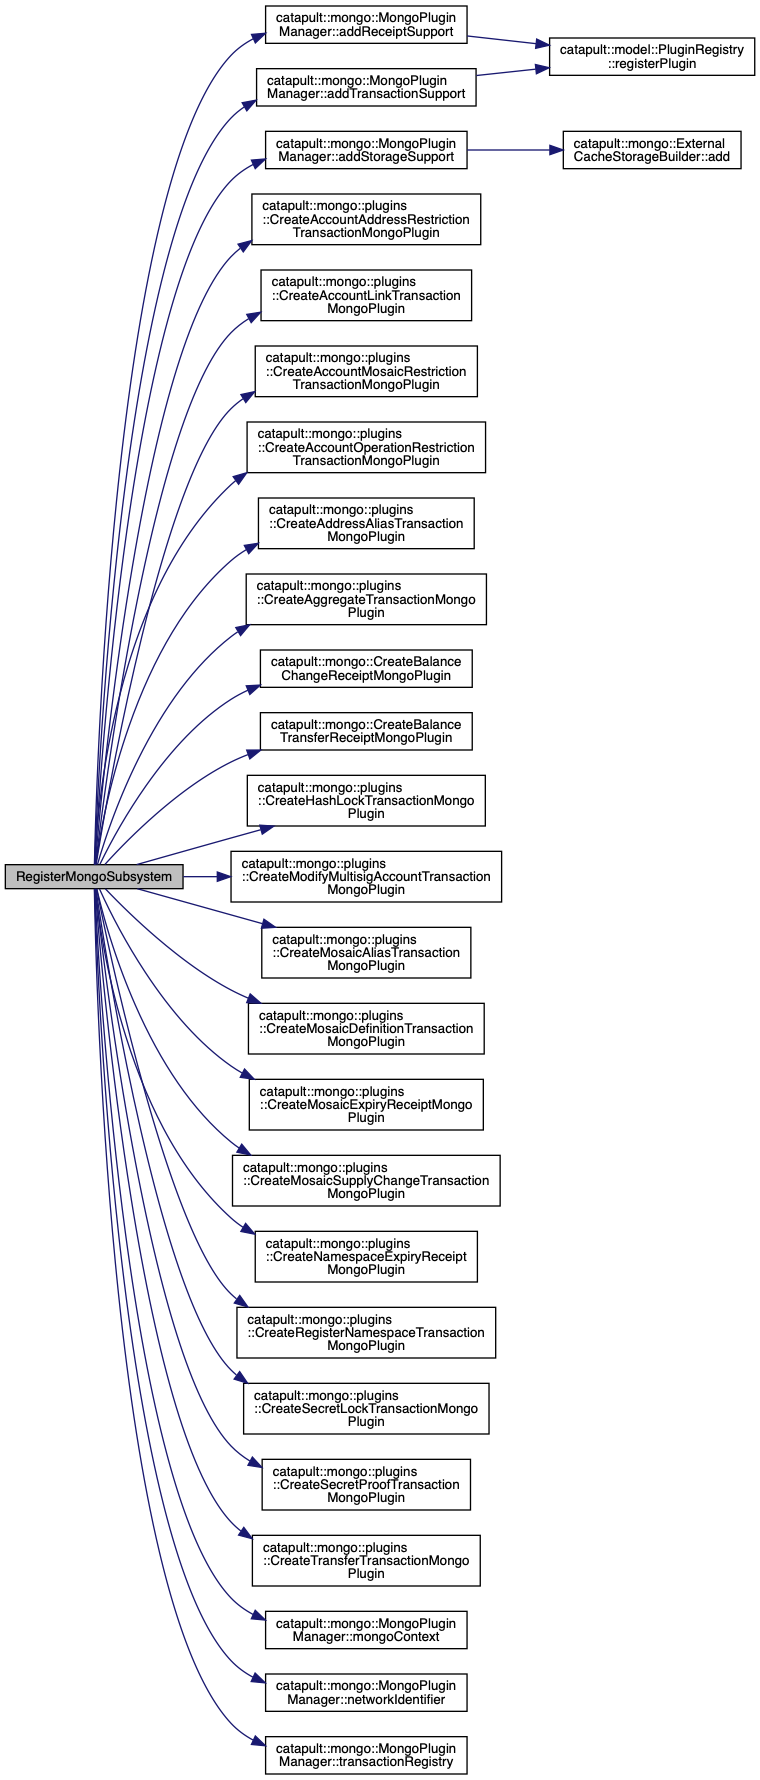 catapult::mongo::MongoPlugin
Manager::addReceiptSupport
catapult::model::PluginRegistry
::registerPlugin
catapult::mongo::MongoPlugin
Manager::addTransactionSupport
catapult::mongo::MongoPlugin
Manager::addStorageSupport
catapult::mongo::External
CacheStorageBuilder::add
catapult::mongo::plugins
::CreateAccountAddressRestriction
TransactionMongoPlugin
catapult::mongo::plugins
::CreateAccountLinkTransaction
MongoPlugin
catapult::mongo::plugins
::CreateAccountMosaicRestriction
TransactionMongoPlugin
catapult::mongo::plugins
::CreateAccountOperationRestriction
TransactionMongoPlugin
catapult::mongo::plugins
::CreateAddressAliasTransaction
MongoPlugin
catapult::mongo::plugins
::CreateAggregateTransactionMongo
Plugin
catapult::mongo::CreateBalance
ChangeReceiptMongoPlugin
catapult::mongo::CreateBalance
TransferReceiptMongoPlugin
catapult::mongo::plugins
::CreateHashLockTransactionMongo
Plugin
RegisterMongoSubsystem
catapult::mongo::plugins
::CreateModifyMultisigAccountTransaction
MongoPlugin
catapult::mongo::plugins
::CreateMosaicAliasTransaction
MongoPlugin
catapult::mongo::plugins
::CreateMosaicDefinitionTransaction
MongoPlugin
catapult::mongo::plugins
::CreateMosaicExpiryReceiptMongo
Plugin
catapult::mongo::plugins
::CreateMosaicSupplyChangeTransaction
MongoPlugin
catapult::mongo::plugins
::CreateNamespaceExpiryReceipt
MongoPlugin
catapult::mongo::plugins
::CreateRegisterNamespaceTransaction
MongoPlugin
catapult::mongo::plugins
::CreateSecretLockTransactionMongo
Plugin
catapult::mongo::plugins
::CreateSecretProofTransaction
MongoPlugin
catapult::mongo::plugins
::CreateTransferTransactionMongo
Plugin
catapult::mongo::MongoPlugin
Manager::mongoContext
catapult::mongo::MongoPlugin
Manager::networkIdentifier
catapult::mongo::MongoPlugin
Manager::transactionRegistry